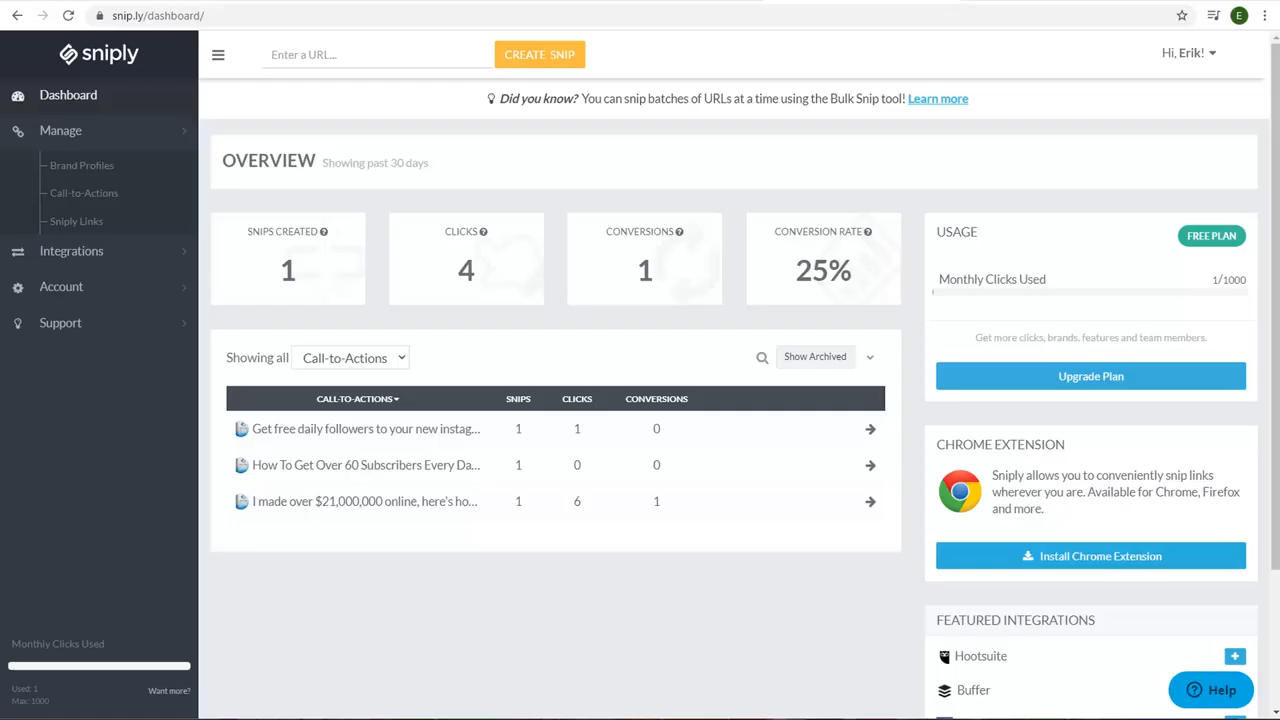 snip.ly/dashboard/
E
sniply
Enter a URL...
CREATE SNIP
Hi, Erik!
Did you know? You can snip batches of URLs at a time using the Bulk Snip tool! Learn more
Dashboard
Manage
Brand Profiles
Call-to-Actions
Sniply Links
Integrations
Account
Support
Monthly Clicks Used
Used: 1
Max: 1000
Want more?
OVERVIEW Showing past 30 days
SNIPS CREATED
1
CLICKS
4
CONVERSIONS
1
CONVERSION RATE
25%
Showing all Call-to-Actions
Show Archived
CALL-TO-ACTIONS SNIPS CLICKS CONVERSIONS
Get free daily followers to your new instag... 1 1 0
How To Get Over 60 Subscribers Every Da... 1 0 0
I made over $21,000,000 online, here's ho... 1 6 1
USAGE
FREE PLAN
Monthly Clicks Used 1/1000
Get more clicks, brands, features and team members.
Upgrade Plan
CHROME EXTENSION
Sniply allows you to conveniently snip links
wherever you are. Available for Chrome, Firefox
and more.
Install Chrome Extension
FEATURED INTEGRATIONS
Hootsuite
Buffer
Help